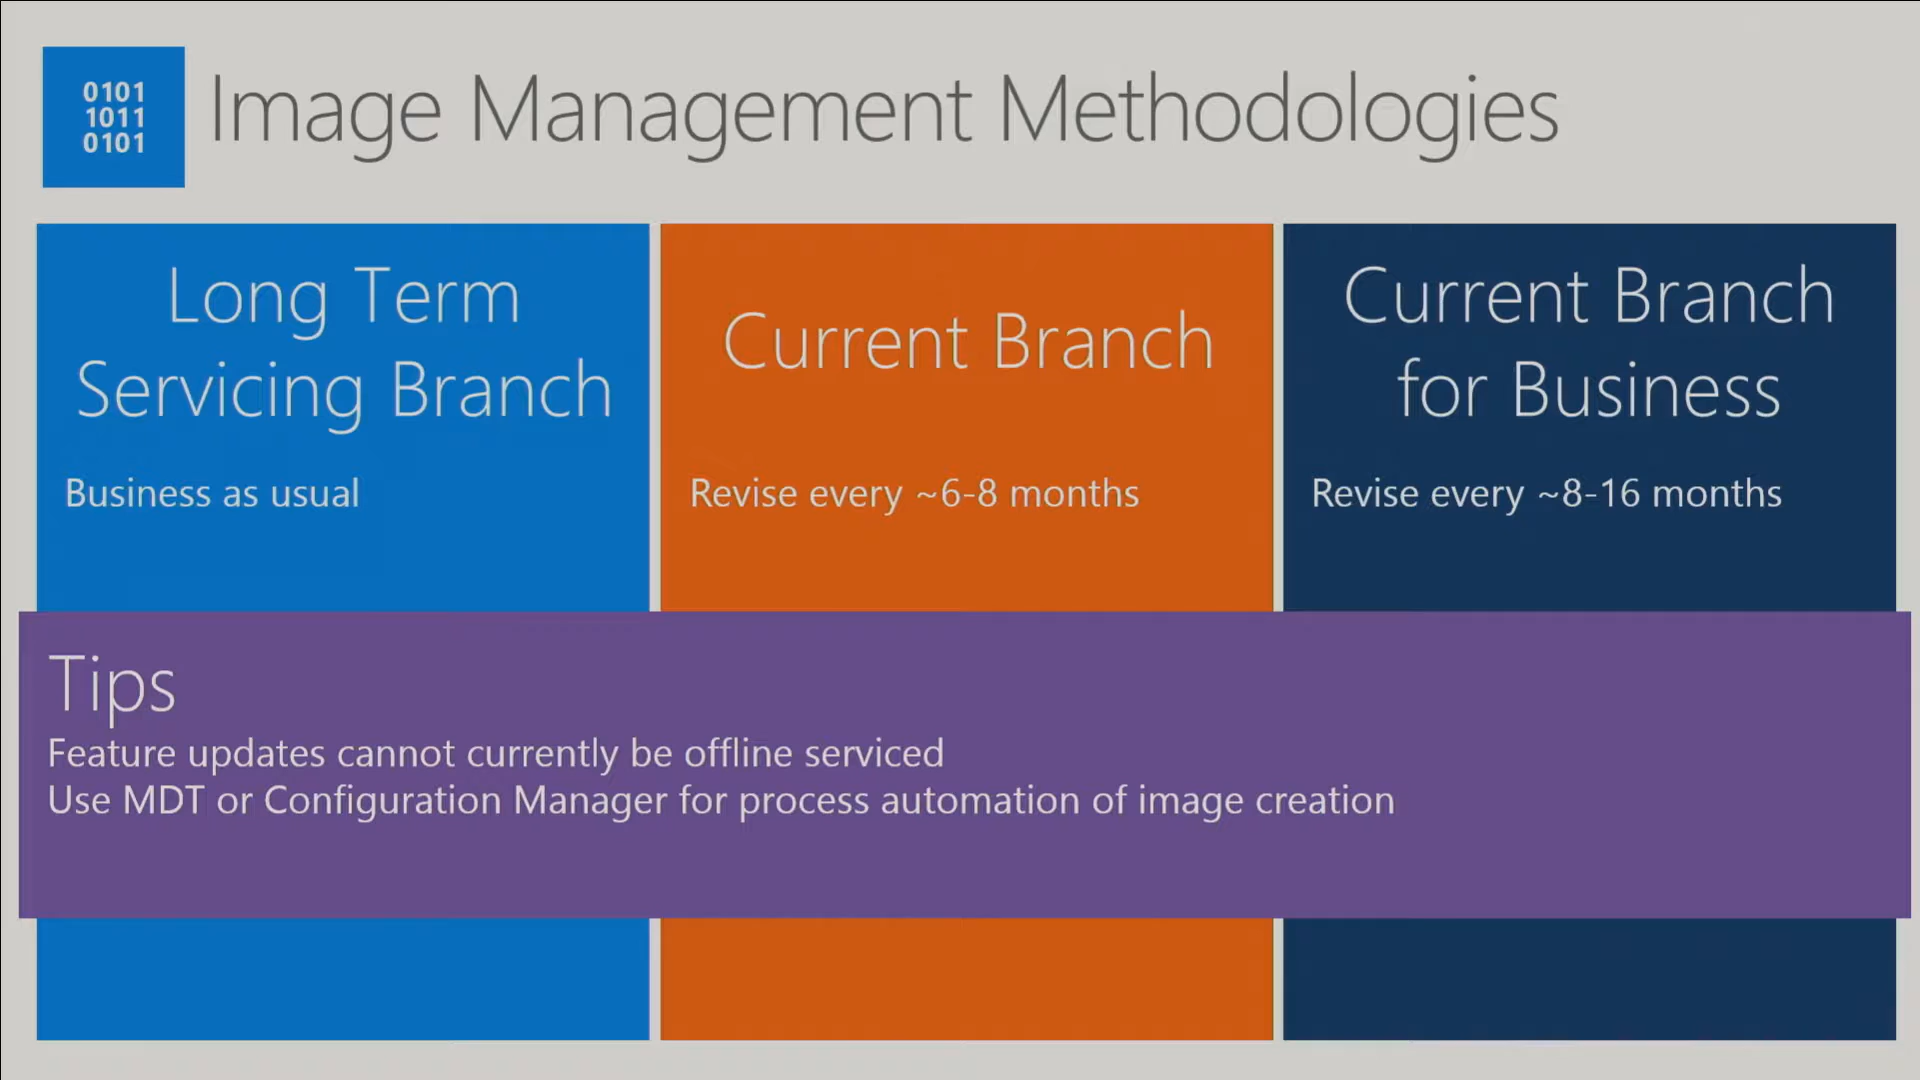 0101
1011
0101
Image Management Methodologies
Long Term
Servicing Branch
Business as usual
Current Branch
Revise every ~6-8 months
Current Branch
for Business
Revise every ~8-16 months
Tips
Feature updates cannot currently be offline serviced
Use MDT or Configuration Manager for process automation of image creation